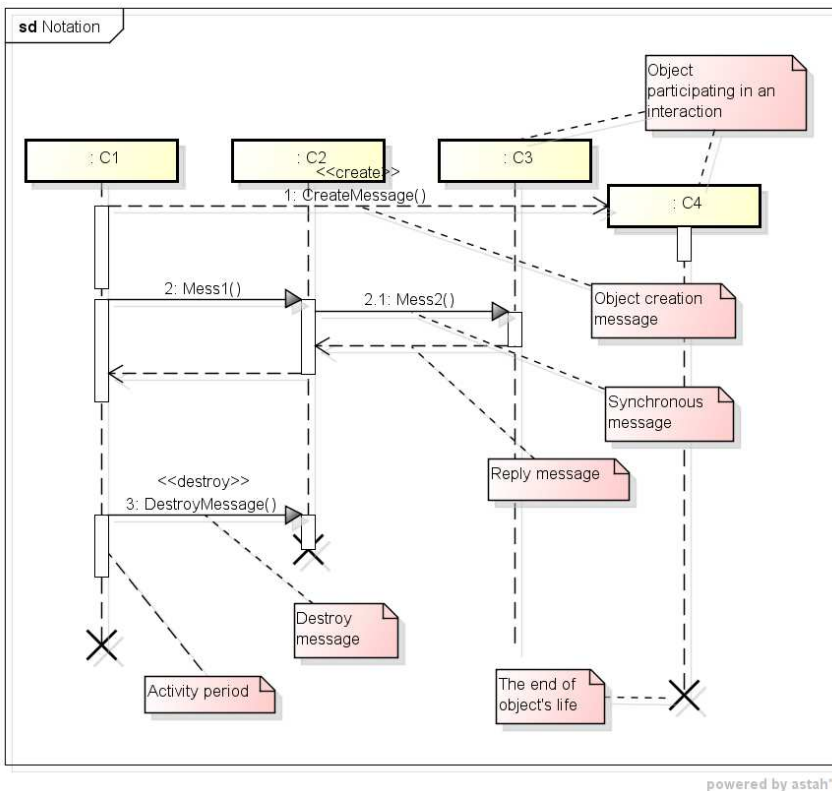 sd Notation
Object
participating in an
interaction
: C1
: C2
: C3
<<create>>
1: CreateMessage()
: C4
2: Mess1()
2.1: Mess2()
Object creation
message
Synchronous
message
Reply message
<<destroy>>
3: DestroyMessage()
Destroy
message
Activity period
The end of
object's life
powered by astah*